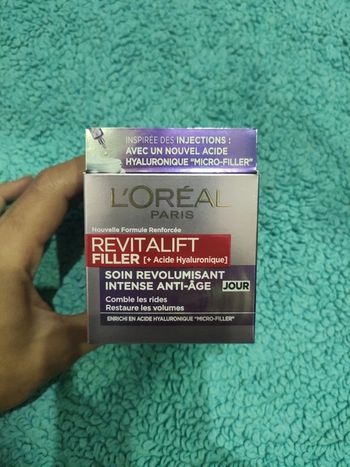 INSPIRÉE DES INJECTIONS :
AVEC UN NOUVEL ACIDE
HYALURONIQUE "MICRO-FILLER"
L'ORÉAL
PARIS
Nouvelle Formule Renforcée
REVITALIFT
FILLER [+ Acide Hyaluronique]
SOIN REVOLUMISANT
INTENSE ANTI-ÂGE JOUR
Comble les rides
Restaure les volumes
ENRICHI EN ACIDE HYALURONIQUE "MICRO-FILLER"